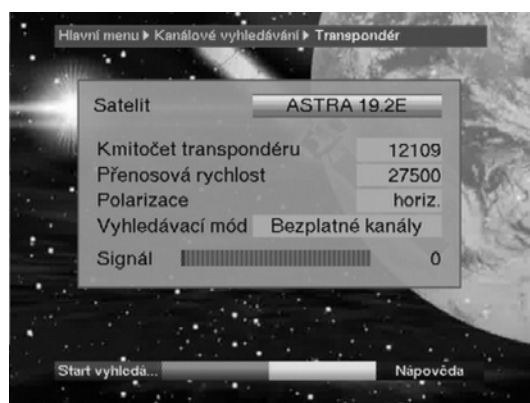 Hlavní menu ▶ Kanálové vyhledávání ▶ Transpondér
Satelit ASTRA 19.2E
Kmitočet transpondéru 12109
Přenosová rychlost 27500
Polarizace horiz.
Vyhledávací mód Bezplatné kanály
Signál 0
Start vyhledá... Nápověda